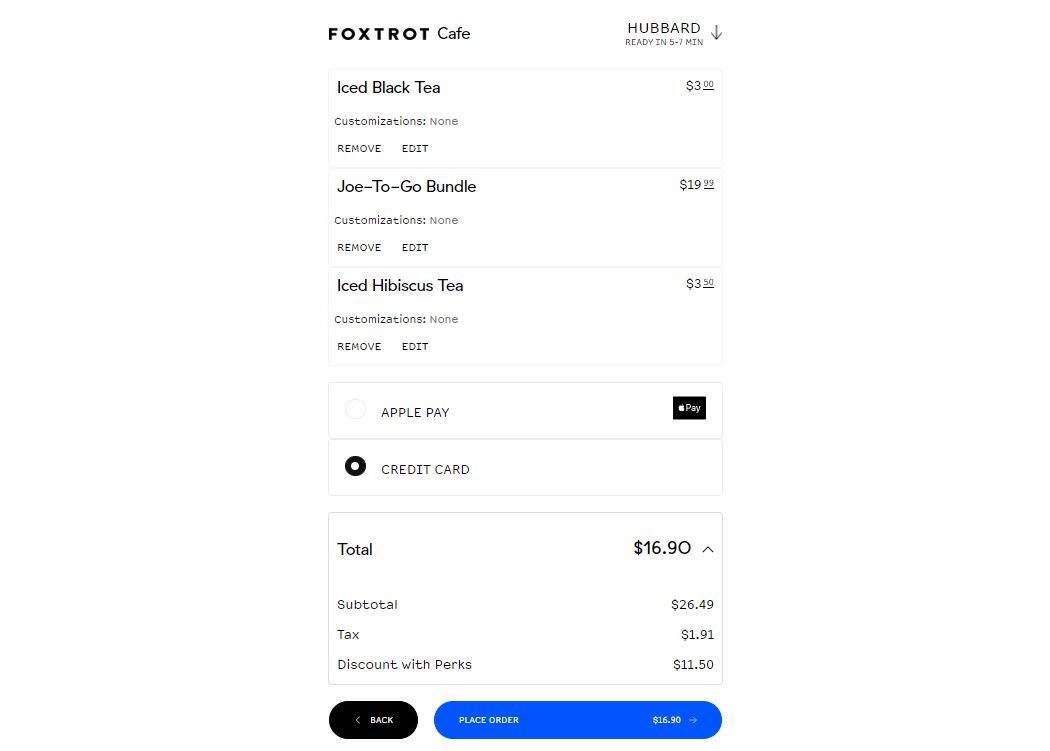 FOXTROT Cafe
HUBBARD
READY IN 5-7 MIN
Iced Black Tea $3 00
Customizations: None
REMOVE EDIT
Joe-To-Go Bundle $19 99
Customizations: None
REMOVE EDIT
Iced Hibiscus Tea $3 50
Customizations: None
REMOVE EDIT
APPLE PAY Pay
CREDIT CARD
Total $16.90
Subtotal $26.49
Tax $1.91
Discount with Perks $11.50
BACK PLACE ORDER $16.90